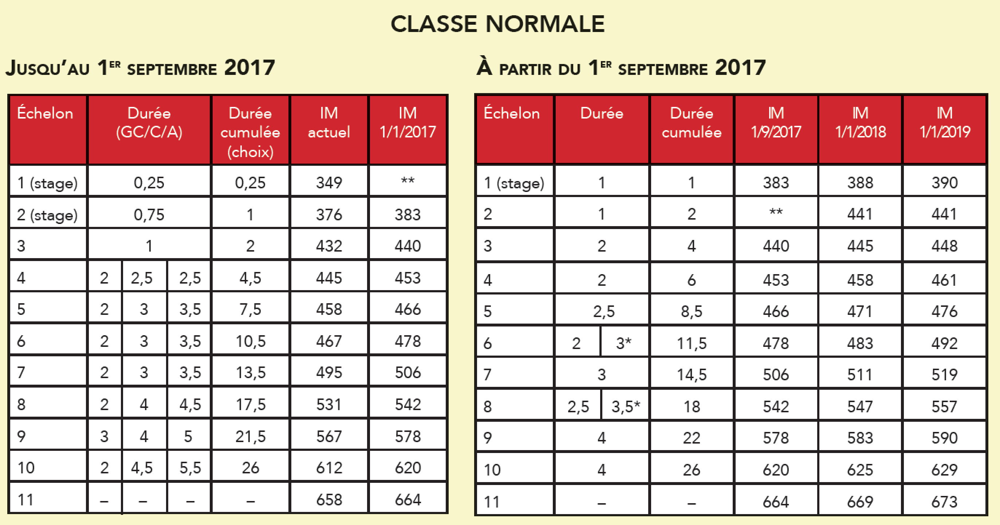 CLASSE NORMALE
Jusqu’au 1er septembre 2017
Échelon Durée (GC/C/A) Durée cumulée (choix) IM actuel IM 1/1/2017
1 (stage) 0,25 0,25 349 **
2 (stage) 0,75 1 376 383
3 1 2 432 440
4 2 2,5 2,5 4,5 445 453
5 2 3 3,5 7,5 458 466
6 2 3 3,5 10,5 467 478
7 2 3 3,5 13,5 495 506
8 2 4 4,5 17,5 531 542
9 3 4 5 21,5 567 578
10 2 4,5 5,5 26 612 620
11 – – – – 658 664
À partir du 1er septembre 2017
Échelon Durée Durée cumulée IM 1/9/2017 IM 1/1/2018 IM 1/1/2019
1 (stage) 1 1 383 388 390
2 1 2 ** 441 441
3 2 4 440 445 448
4 2 6 453 458 461
5 2,5 8,5 466 471 476
6 2 3* 11,5 478 483 492
7 3 14,5 506 511 519
8 2,5 3,5* 18 542 547 557
9 4 22 578 583 590
10 4 26 620 625 629
11 – – 664 669 673